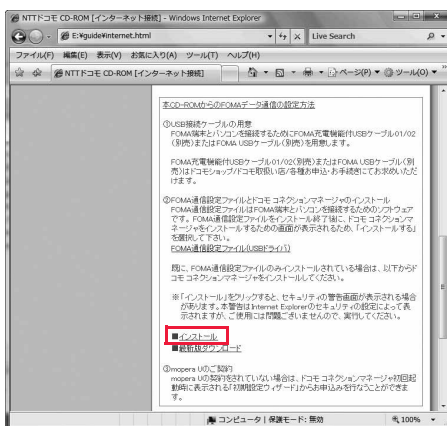 NTTドコモ CD-ROM [インターネット接続] - Windows Internet Explorer
E:¥guide¥internet.html
Live Search
ファイル(F) 編集(E) 表示(V) お気に入り(A) ツール(T) ヘルプ(H)
NTTドコモ CD-ROM [インターネット接続]
ページ(P) ツール(O)
本CD-ROMからのFOMAデータ通信の設定方法
①USB接続ケーブルの用意
FOMA端末とパソコンを接続するためにFOMA充電機能付USBケーブル01/02
(別売)またはFOMA USBケーブル(別売)を用意します。
FOMA充電機能付USBケーブル01/02(別売)またはFOMA USBケーブル(別
売)はドコモショップ/ドコモ取扱い店/各種お申込・お手続きにてお求めいただ
けます。
②FOMA通信設定ファイルとドコモ コネクションマネージャのインストール
FOMA通信設定ファイルはFOMA端末とパソコンを接続するためのソフトウェア
です。FOMA通信設定ファイルをインストール終了後に、ドコモ コネクションマ
ネージャをインストールするための画面が表示されるため、「インストールする」
を選択して下さい。
FOMA通信設定ファイル(USBドライバ)
既に、FOMA通信設定ファイルのみインストールされている場合は、以下からド
コモ コネクションマネージャをインストールしてください。
※「インストール」をクリックすると、セキュリティの警告画面が表示される場合
があります。本警告はInternet Explorerのセキュリティの設定によって表
示されますが、ご使用には問題ございませんので、実行してください。
■インストール
■最新版ダウンロード
③mopera Uのご契約
mopera Uの契約をされていない場合は、ドコモ コネクションマネージャ初回起
動時に表示される「初期設定ウィザード」からお申込みを行なうことができま
す。
コンピュータ | 保護モード: 無効
100%